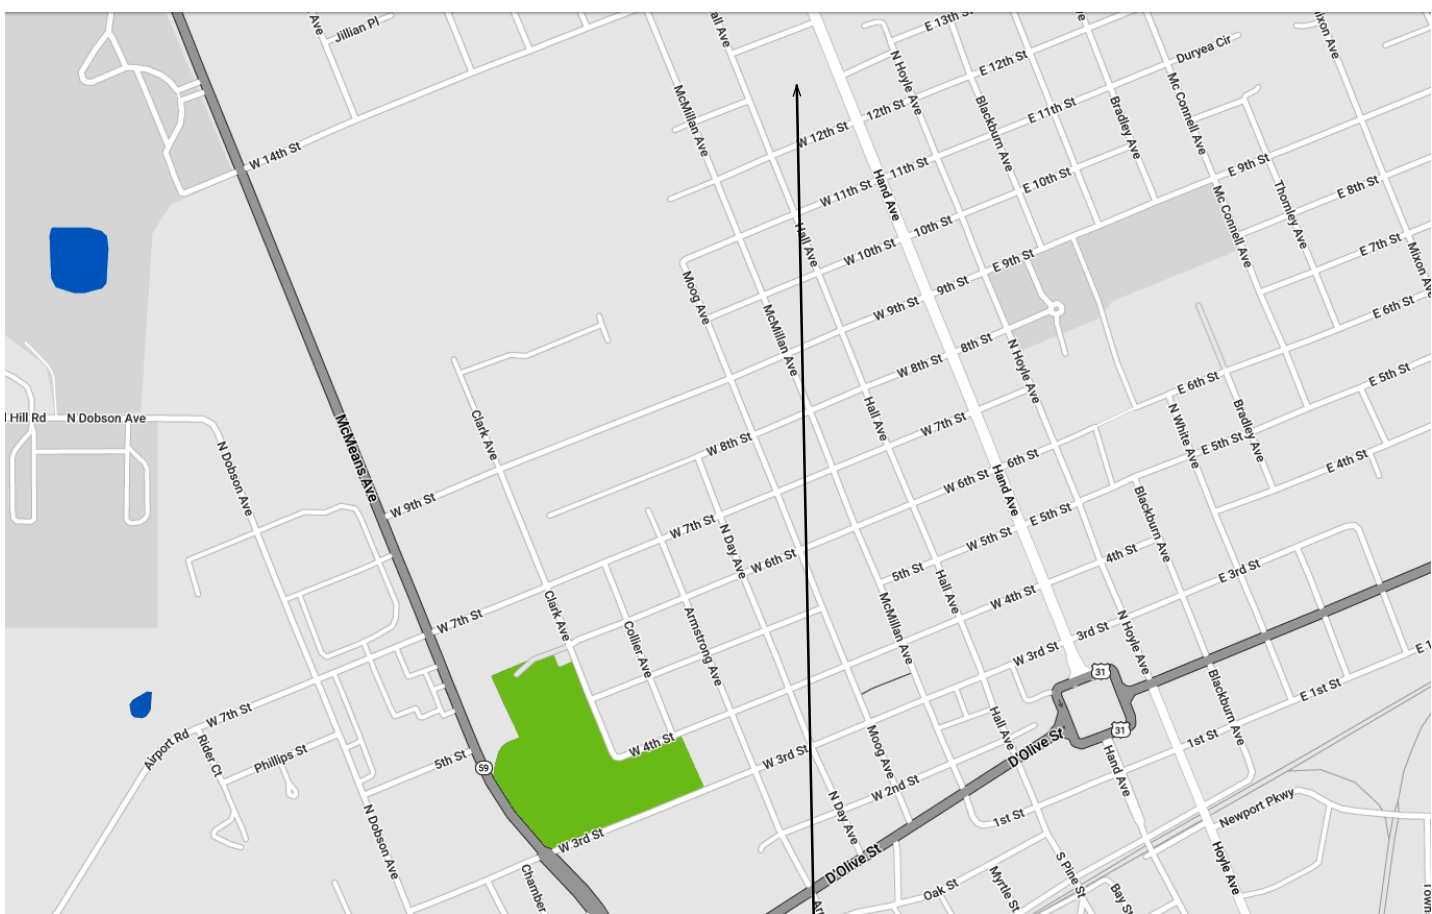 Jillian Pl
Ave
all Ave
E 13th St
Ave
Duryea Cir
ixon Ave
N Hoyle Ave
E 12th St
Mc Connell Ave
McMillan Ave
12th St
Blackburn Ave
E 11th St
Bradley Ave
W 12th St
W 14th St
11th St
E 9th St
W 11th St
Hand Ave
E 10th St
Mc Connell Ave
Thornley Ave
E 8th St
Hall Ave
10th St
W 10th St
E 7th St
Mixon Ave
E 9th St
Moog Ave
9th St
McMillan Ave
W 9th St
E 6th St
8th St
N Hoyle Ave
W 8th St
E 5th St
E 6th St
Hall Ave
Hill Rd
N Dobson Ave
Clark Ave
McMeans Ave
W 7th St
N White Ave
Bradley Ave
W 8th St
E 5th St
N Dobson Ave
6th St
E 4th St
W 6th St
Hand Ave
W 9th St
E 5th St
Blackburn Ave
W 7th St
N Day Ave
W 5th St
4th St
W 6th St
5th St
E 3rd St
Hall Ave
W 4th St
Clark Ave
W 7th St
Collier Ave
Armstrong Ave
McMillan Ave
N Hoyle Ave
3rd St
W 3rd St
E 1
31
Blackburn Ave
E 1st St
W 7th St
Airport Rd
Rider Ct
Phillips St
5th St
59
W 4th St
W 3rd St
Moog Ave
Hall Ave
D'Olive St
31
1st St
Hand Ave
W 2nd St
N Day Ave
N Dobson Ave
1st St
Newport Pkwy
W 3rd St
D'Olive St
Hoyle Ave
Chamber
Oak St
Myrtle St
S Pine St
Bay St
Town